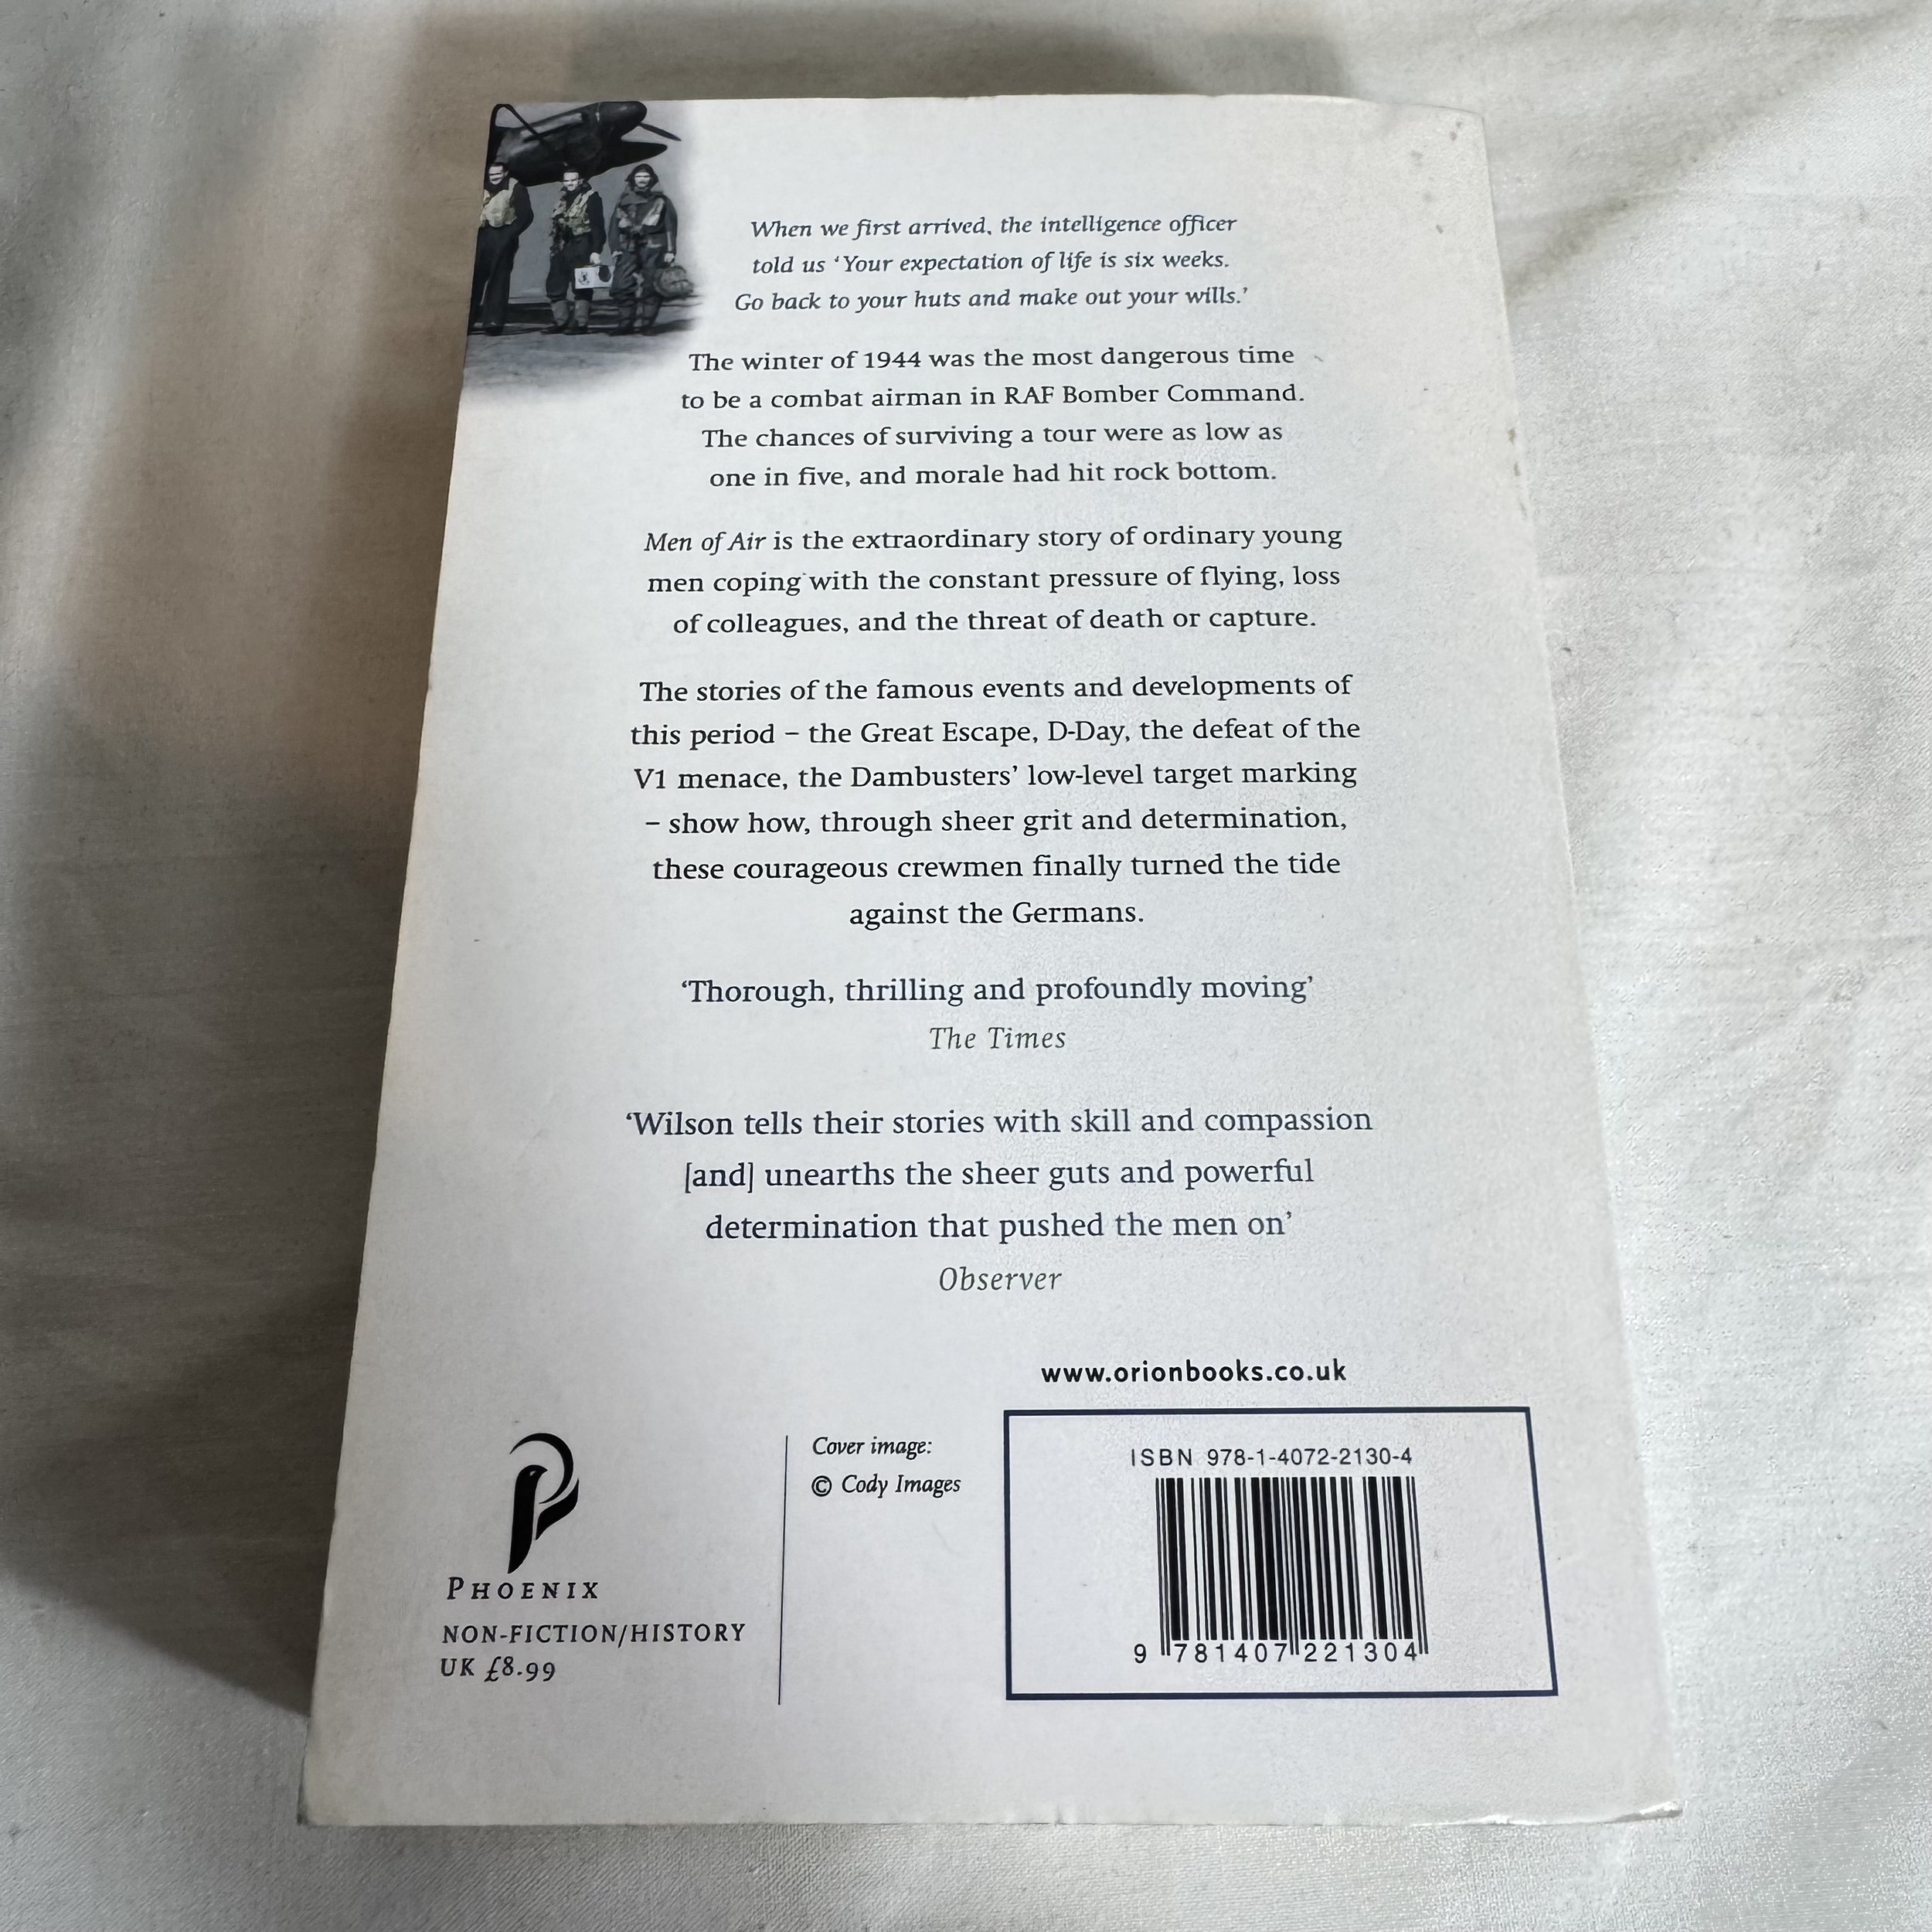 When we first arrived, the intelligence officer
told us ‘Your expectation of life is six weeks.
Go back to your huts and make out your wills.’
The winter of 1944 was the most dangerous time
to be a combat airman in RAF Bomber Command.
The chances of surviving a tour were as low as
one in five, and morale had hit rock bottom.
Men of Air is the extraordinary story of ordinary young
men coping with the constant pressure of flying, loss
of colleagues, and the threat of death or capture.
The stories of the famous events and developments of
this period – the Great Escape, D-Day, the defeat of the
V1 menace, the Dambusters’ low-level target marking
– show how, through sheer grit and determination,
these courageous crewmen finally turned the tide
against the Germans.
‘Thorough, thrilling and profoundly moving’
The Times
‘Wilson tells their stories with skill and compassion
[and] unearths the sheer guts and powerful
determination that pushed the men on’
Observer
www.orionbooks.co.uk
PHOENIX
NON-FICTION/HISTORY
UK £8.99
Cover image:
© Cody Images
ISBN 978-1-4072-2130-4
9 781407 221304